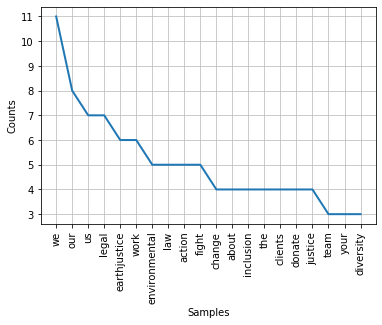 11
10
9
8
7
6
5
4
3
Counts
we
our
us
legal
earthjustice
work
environmental
law
action
fight
change
about
inclusion
the
clients
donate
justice
team
your
diversity
Samples